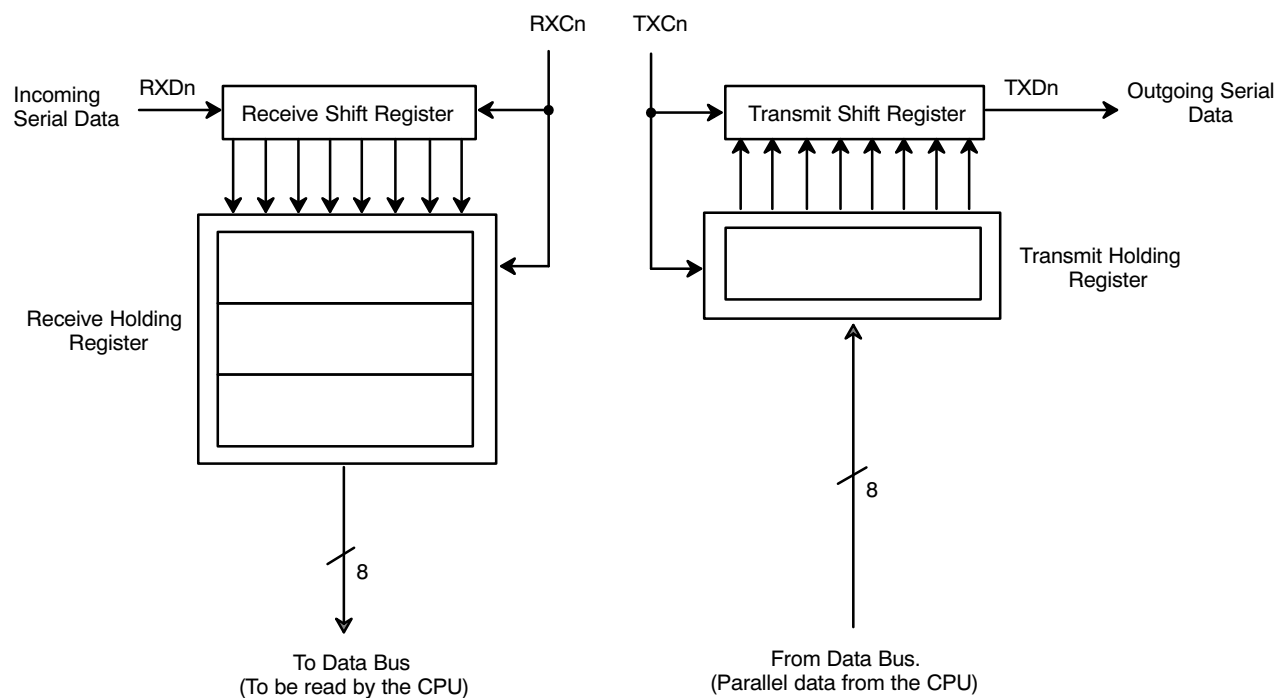 RXCn
TXCn
Incoming
Serial Data
RXDn
Receive Shift Register
Transmit Shift Register
TXDn
Outgoing Serial
Data
Receive Holding
Register
Transmit Holding
Register
8
8
To Data Bus
(To be read by the CPU)
From Data Bus.
(Parallel data from the CPU)